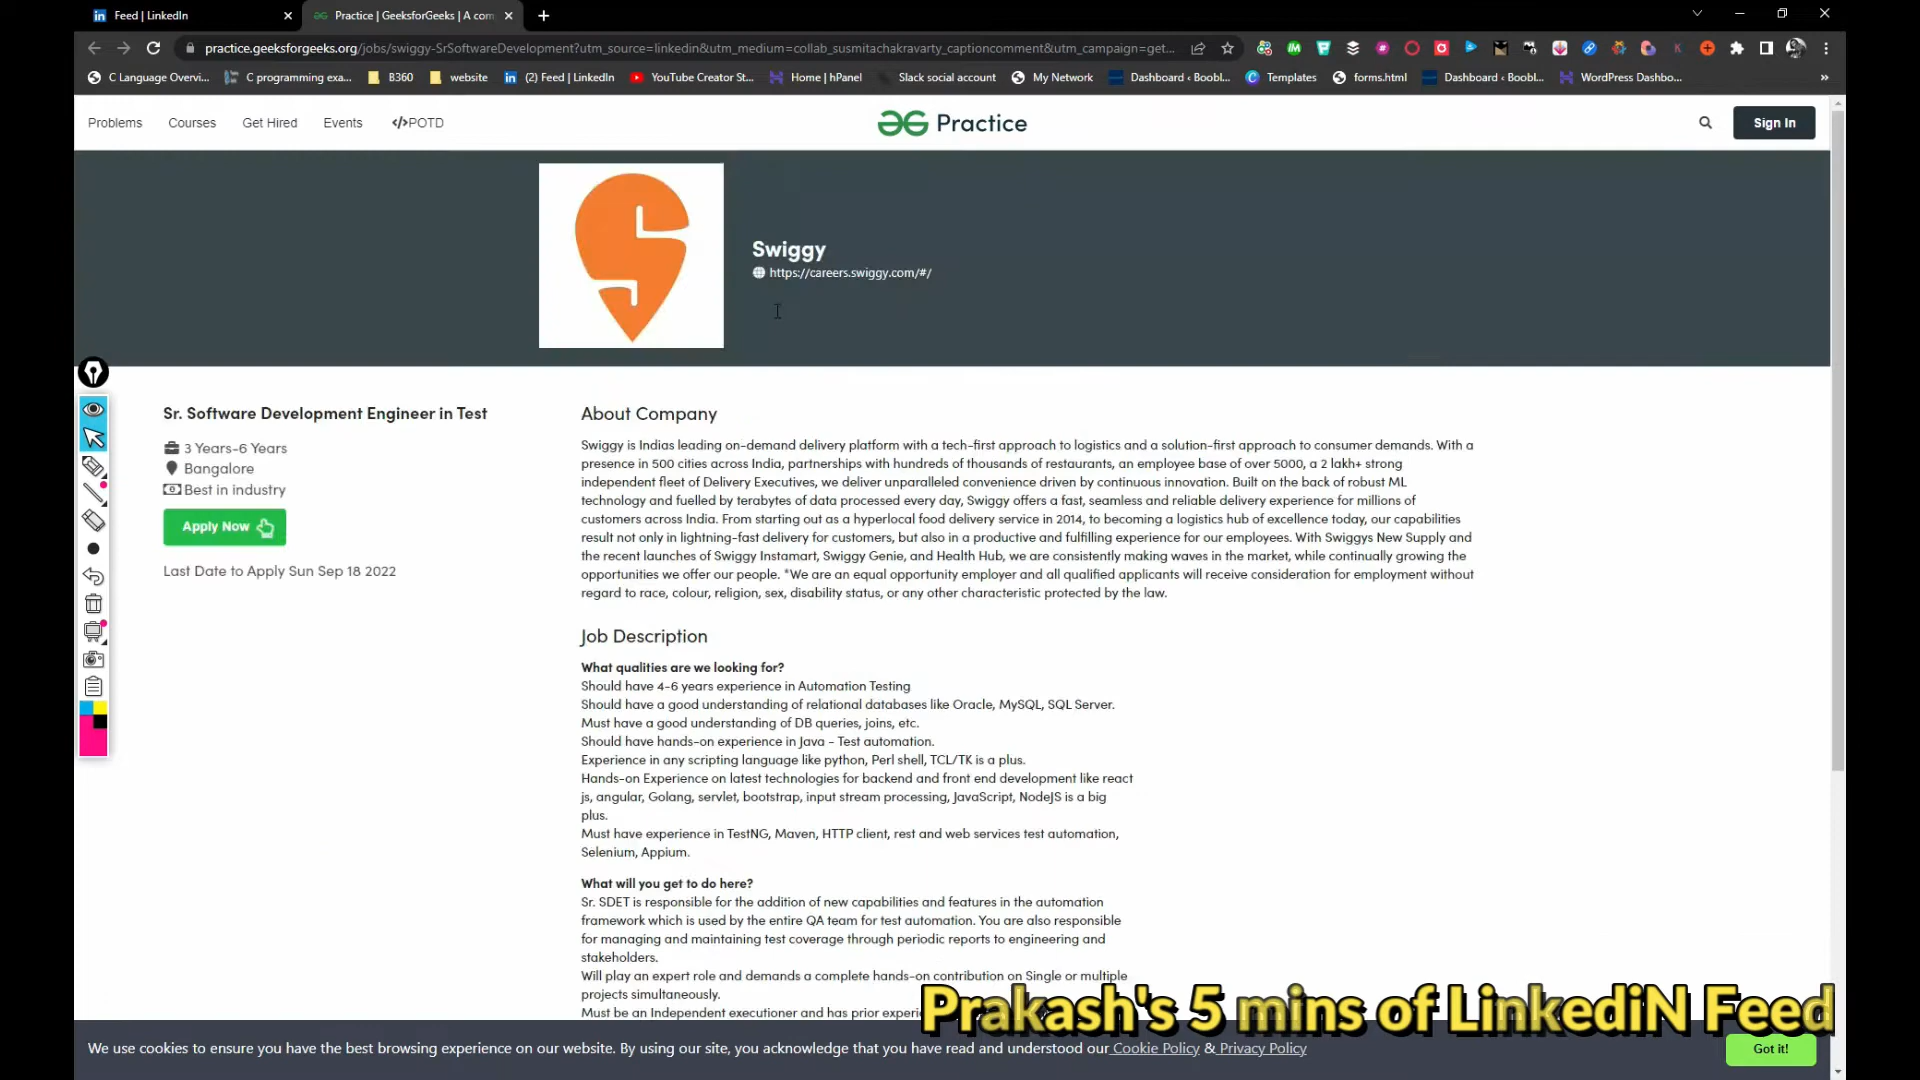 Feed | LinkedIn
Practice | GeeksforGeeks | A com
practice.geeksforgeeks.org/jobs/swiggy-SrSoftwareDevelopment?utm_source=linkedin&utm_medium=collab_susmitachakravarty_captioncomment&utm_campaign=get...
C Language Overvi... C programming exa... B360 website (2) Feed | LinkedIn YouTube Creator St... Home | hPanel Slack social account My Network Dashboard ‹ Boobl... Templates forms.html Dashboard ‹ Boobl... WordPress Dashbo... »
Problems Courses Get Hired Events </>POTD
Practice
Sign In
Swiggy
https://careers.swiggy.com/#/
Sr. Software Development Engineer in Test
3 Years-6 Years
Bangalore
Best in industry
Apply Now
Last Date to Apply Sun Sep 18 2022
About Company
Swiggy is Indias leading on-demand delivery platform with a tech-first approach to logistics and a solution-first approach to consumer demands. With a
presence in 500 cities across India, partnerships with hundreds of thousands of restaurants, an employee base of over 5000, a 2 lakh+ strong
independent fleet of Delivery Executives, we deliver unparalleled convenience driven by continuous innovation. Built on the back of robust ML
technology and fuelled by terabytes of data processed every day, Swiggy offers a fast, seamless and reliable delivery experience for millions of
customers across India. From starting out as a hyperlocal food delivery service in 2014, to becoming a logistics hub of excellence today, our capabilities
result not only in lightning-fast delivery for customers, but also in a productive and fulfilling experience for our employees. With Swiggys New Supply and
the recent launches of Swiggy Instamart, Swiggy Genie, and Health Hub, we are consistently making waves in the market, while continually growing the
opportunities we offer our people. *We are an equal opportunity employer and all qualified applicants will receive consideration for employment without
regard to race, colour, religion, sex, disability status, or any other characteristic protected by the law.
Job Description
What qualities are we looking for?
Should have 4-6 years experience in Automation Testing
Should have a good understanding of relational databases like Oracle, MySQL, SQL Server.
Must have a good understanding of DB queries, joins, etc.
Should have hands-on experience in Java - Test automation.
Experience in any scripting language like python, Perl shell, TCL/TK is a plus.
Hands-on Experience on latest technologies for backend and front end development like react
js, angular, Golang, servlet, bootstrap, input stream processing, JavaScript, NodeJS is a big
plus.
Must have experience in TestNG, Maven, HTTP client, rest and web services test automation,
Selenium, Appium.
What will you get to do here?
Sr. SDET is responsible for the addition of new capabilities and features in the automation
framework which is used by the entire QA team for test automation. You are also responsible
for managing and maintaining test coverage through periodic reports to engineering and
stakeholders.
Will play an expert role and demands a complete hands-on contribution on Single or multiple
projects simultaneously.
Must be an Independent executioner and has prior experi
Prakash's 5 mins of LinkediN Feed
We use cookies to ensure you have the best browsing experience on our website. By using our site, you acknowledge that you have read and understood our Cookie Policy & Privacy Policy
Got it!